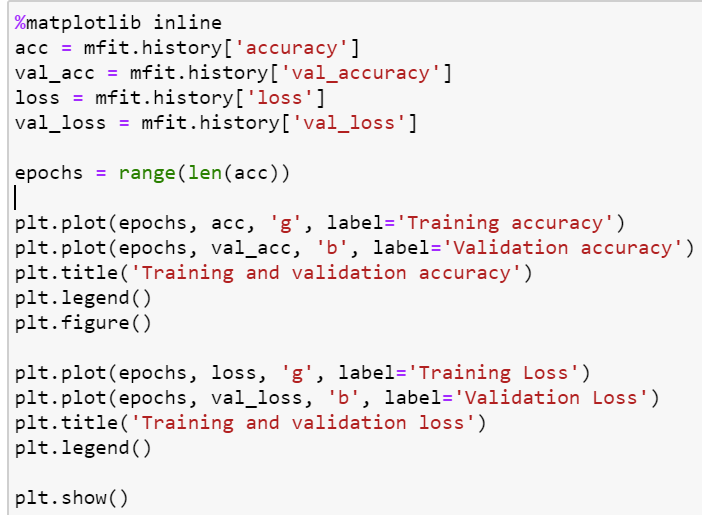 %matplotlib inline
acc = mfit.history['accuracy']
val_acc = mfit.history['val_accuracy']
loss = mfit.history['loss']
val_loss = mfit.history['val_loss']
epochs = range(len(acc))
plt.plot(epochs, acc, 'g', label='Training accuracy')
plt.plot(epochs, val_acc, 'b', label='Validation accuracy')
plt.title('Training and validation accuracy')
plt.legend()
plt.figure()
plt.plot(epochs, loss, 'g', label='Training Loss')
plt.plot(epochs, val_loss, 'b', label='Validation Loss')
plt.title('Training and validation loss')
plt.legend()
plt.show()